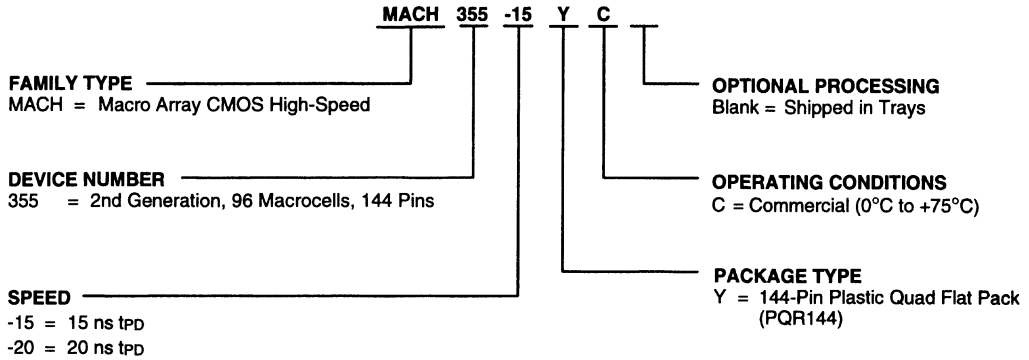 MACH 355 -15 Y C
FAMILY TYPE
MACH = Macro Array CMOS High-Speed
DEVICE NUMBER
355 = 2nd Generation, 96 Macrocells, 144 Pins
SPEED
-15 = 15 ns tPD
-20 = 20 ns tPD
OPTIONAL PROCESSING
Blank = Shipped in Trays
OPERATING CONDITIONS
C = Commercial (0°C to +75°C)
PACKAGE TYPE
Y = 144-Pin Plastic Quad Flat Pack
(PQR144)